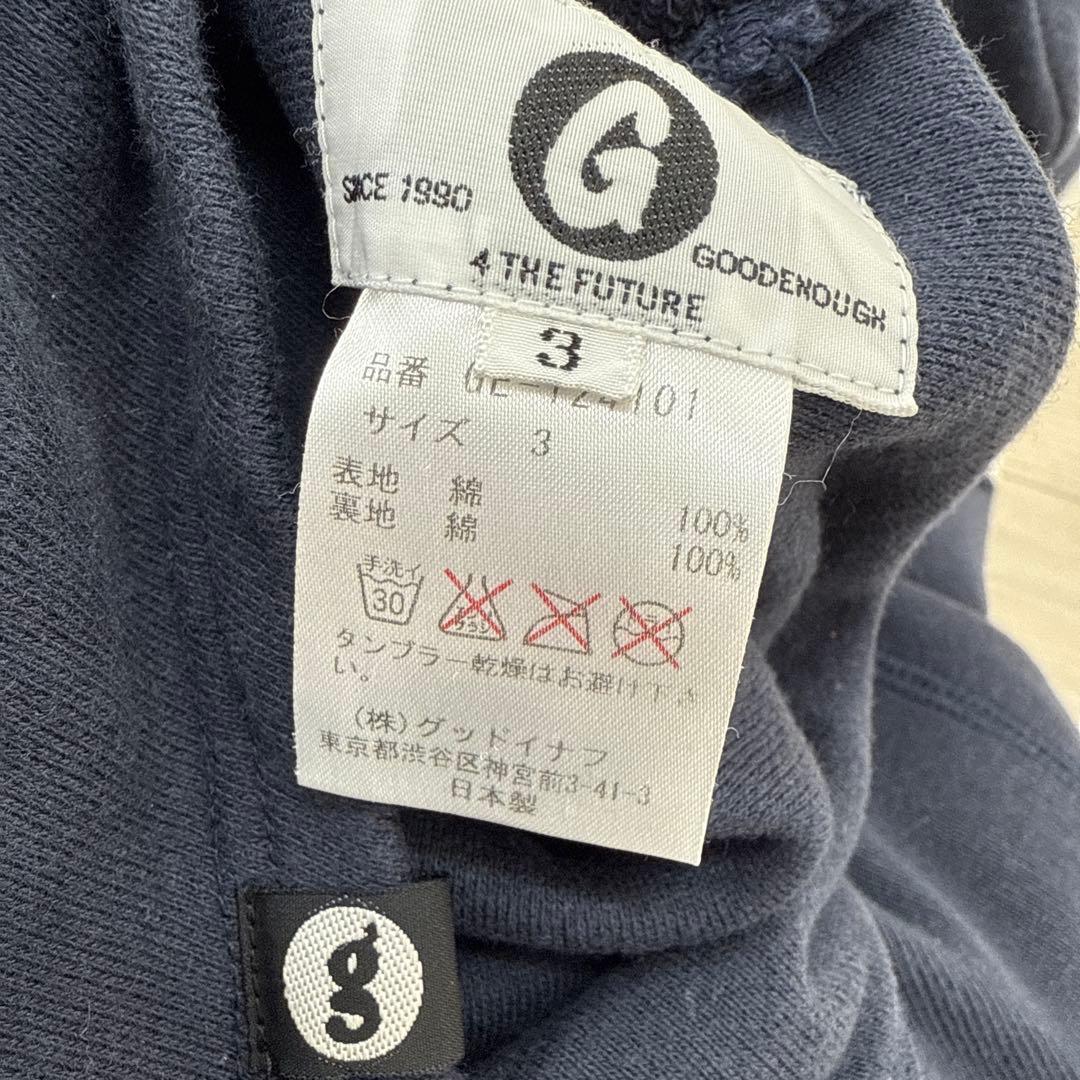 G
SINCE 1990
GOODENOUGH
4 THE FUTURE
3
品番 GE-124101
サイズ 3
表地 綿 100%
裏地 綿 100%
手洗イ
30
タンブラー乾燥はお避け下さ
い。
(株)グッドイナフ
東京都渋谷区神宮前3-41-3
日本製
g